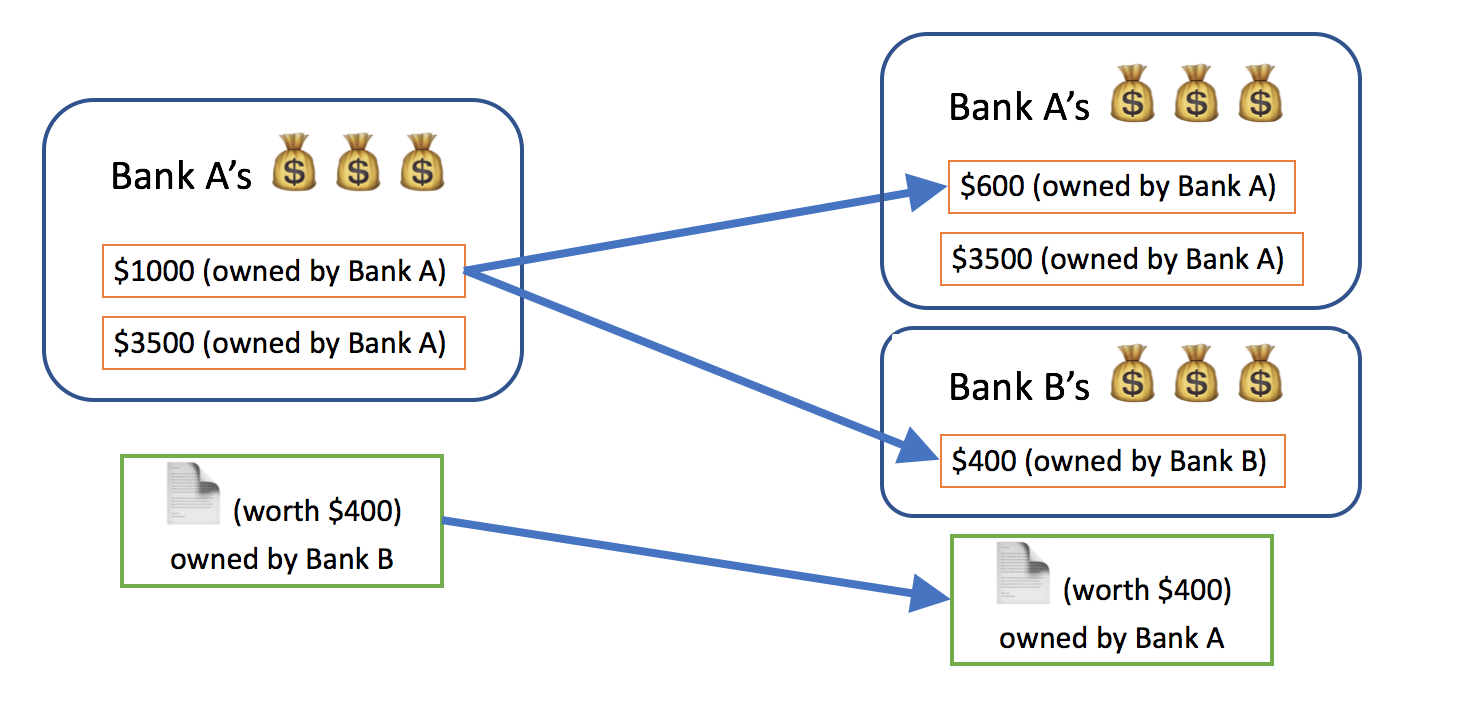 Bank A’s
$1000 (owned by Bank A)
$3500 (owned by Bank A)
(worth $400)
owned by Bank B
Bank A’s
$600 (owned by Bank A)
$3500 (owned by Bank A)
Bank B’s
$400 (owned by Bank B)
(worth $400)
owned by Bank A